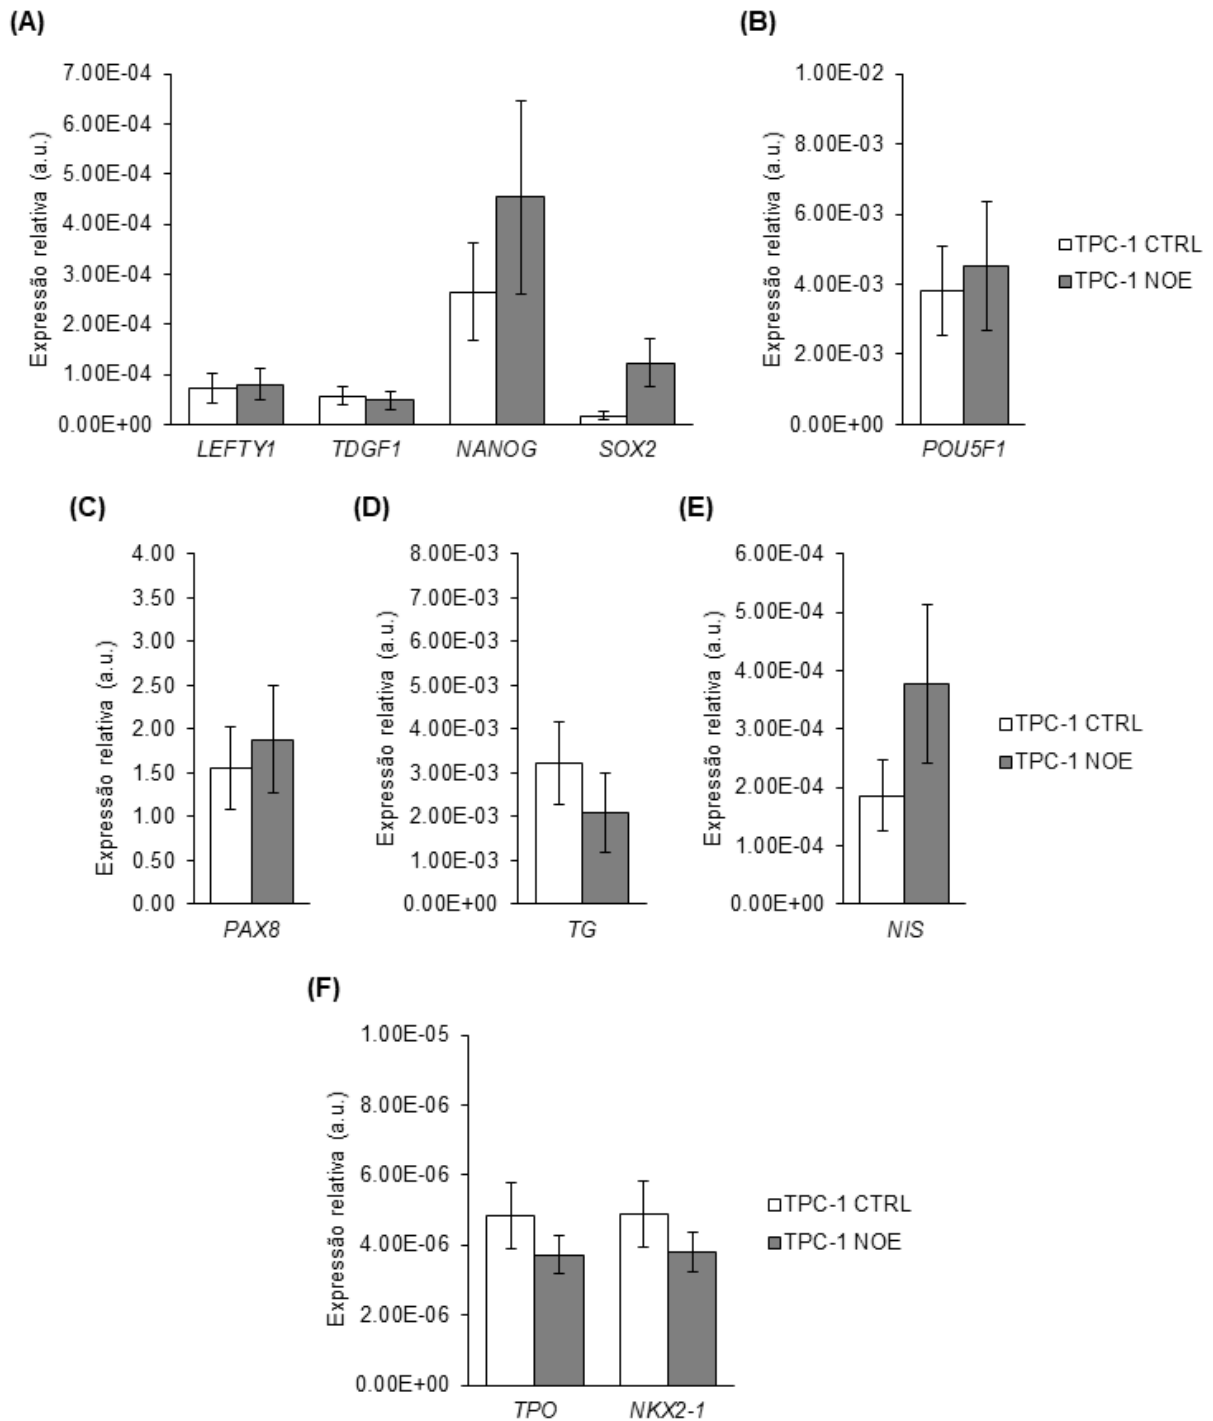 (A)
Expressão relativa (a.u.)
7.00E-04
6.00E-04
5.00E-04
4.00E-04
3.00E-04
2.00E-04
1.00E-04
0.00E+00
LEFTY1 TDGF1 NANOG SOX2
(B)
Expressão relativa (a.u.)
1.00E-02
8.00E-03
6.00E-03
4.00E-03
2.00E-03
0.00E+00
POU5F1
TPC-1 CTRL
TPC-1 NOE
(C)
Expressão relativa (a.u.)
4.00
3.50
3.00
2.50
2.00
1.50
1.00
0.50
0.00
PAX8
(D)
Expressão relativa (a.u.)
8.00E-03
7.00E-03
6.00E-03
5.00E-03
4.00E-03
3.00E-03
2.00E-03
1.00E-03
0.00E+00
TG
(E)
Expressão relativa (a.u.)
6.00E-04
5.00E-04
4.00E-04
3.00E-04
2.00E-04
1.00E-04
0.00E+00
NIS
TPC-1 CTRL
TPC-1 NOE
(F)
Expressão relativa (a.u.)
1.00E-05
8.00E-06
6.00E-06
4.00E-06
2.00E-06
0.00E+00
TPO NKX2-1
TPC-1 CTRL
TPC-1 NOE